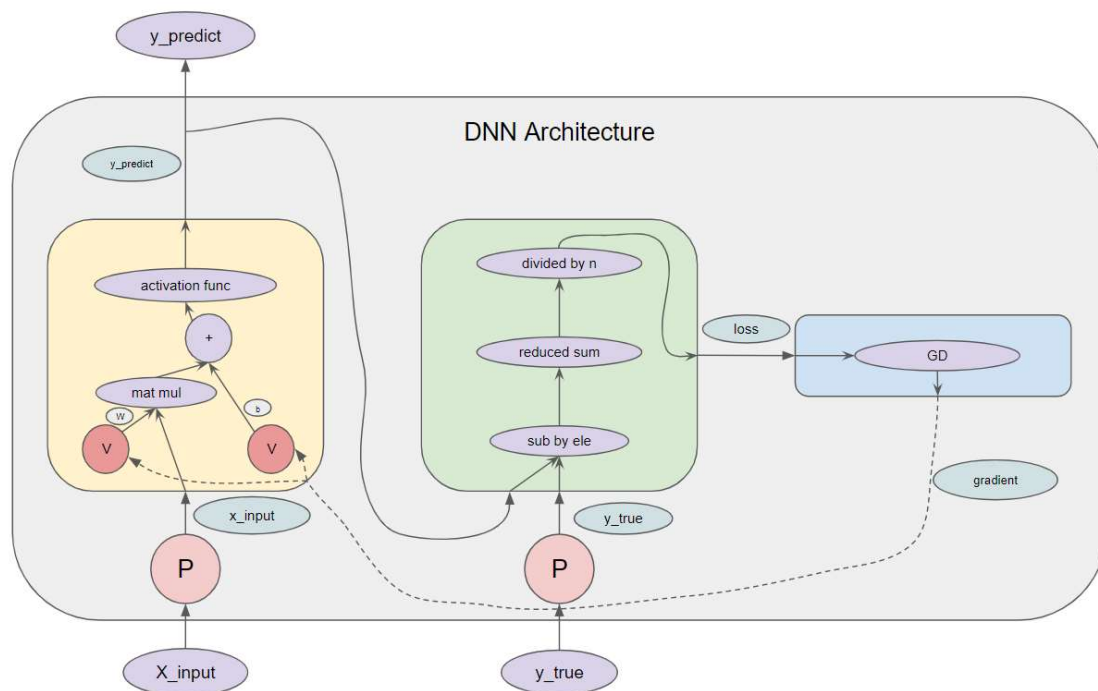 y_predict
DNN Architecture
y_predict
activation func
+
mat mul
W
b
V
V
x_input
P
X_input
divided by n
reduced sum
sub by ele
y_true
P
y_true
loss
GD
gradient